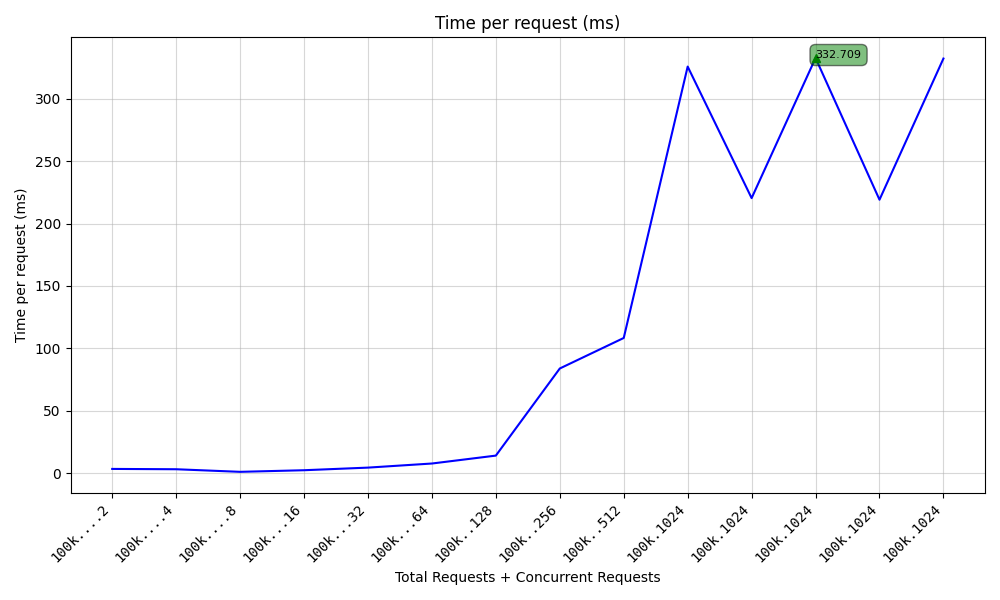 Time per request (ms)
332.709
Time per request (ms)
300
250
200
150
100
50
0
100k....2
100k....4
100k....8
100k...16
100k...32
100k...64
100k..128
100k..256
100k..512
100k.1024
100k.1024
100k.1024
100k.1024
100k.1024
Total Requests + Concurrent Requests